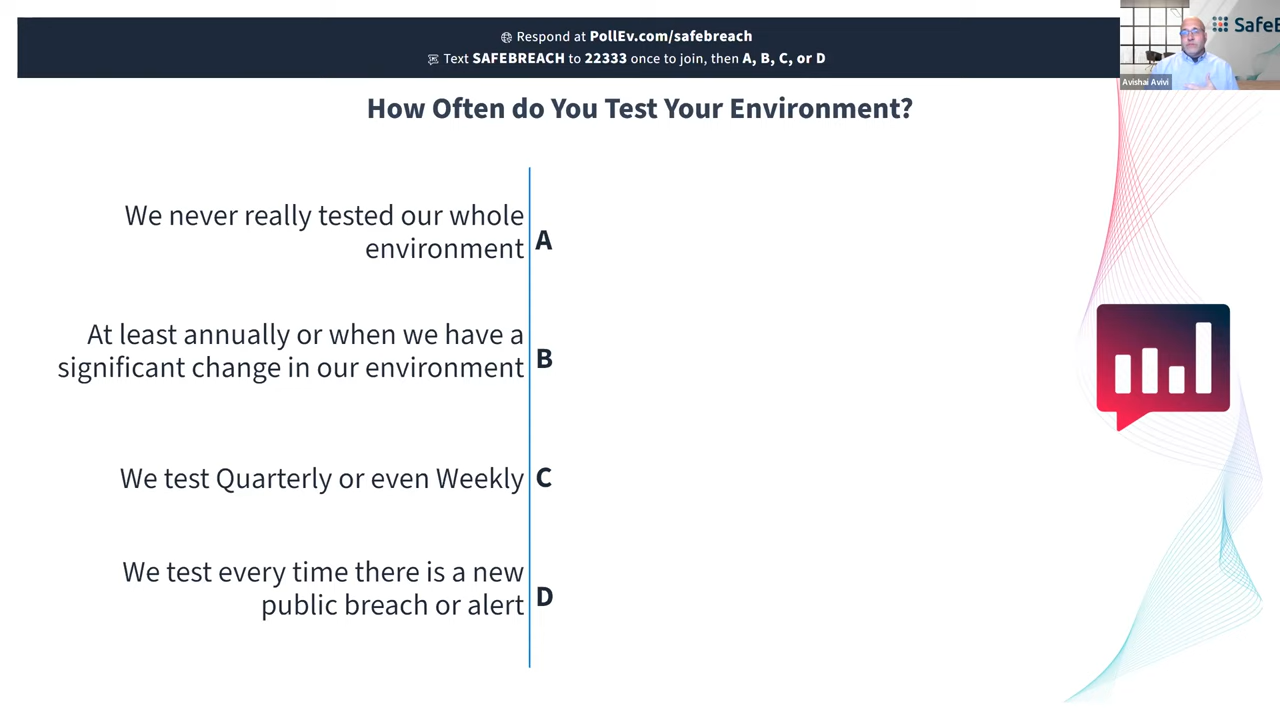 Respond at PollEv.com/safebreach
Text SAFEBREACH to 22333 once to join, then A, B, C, or D
Avishai Avivi
How Often do You Test Your Environment?
We never really tested our whole
environment
A
At least annually or when we have a
significant change in our environment
B
We test Quarterly or even Weekly
C
We test every time there is a new
public breach or alert
D